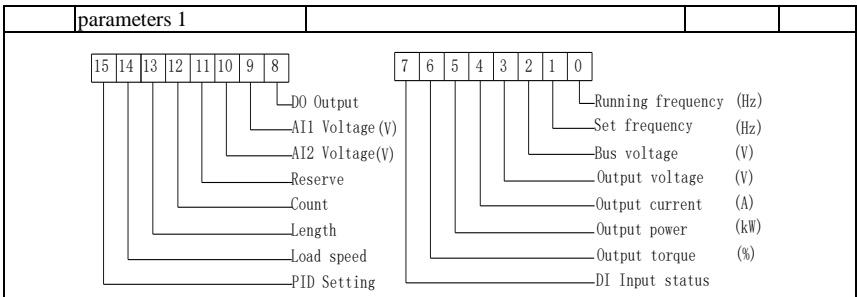 parameters 1
15 14 13 12 11 10 9 8 7 6 5 4 3 2 1 0
DO Output Running frequency (Hz)
AI1 Voltage(V) Set frequency (Hz)
AI2 Voltage(V) Bus voltage (V)
Reserve Output voltage (V)
Count Output current (A)
Length Output power (kW)
Load speed Output torque (%)
PID Setting DI Input status